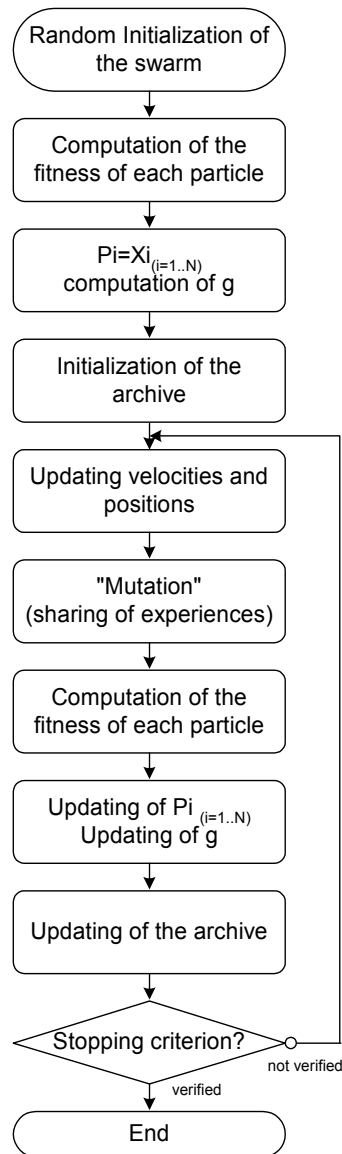 Random Initialization of
the swarm
Computation of the
fitness of each particle
Pi=Xi(i=1..N)
computation of g
Initialization of the
archive
Updating velocities and
positions
"Mutation"
(sharing of experiences)
Computation of the
fitness of each particle
Updating of Pi (i=1..N)
Updating of g
Updating of the archive
Stopping criterion?
not verified
verified
End